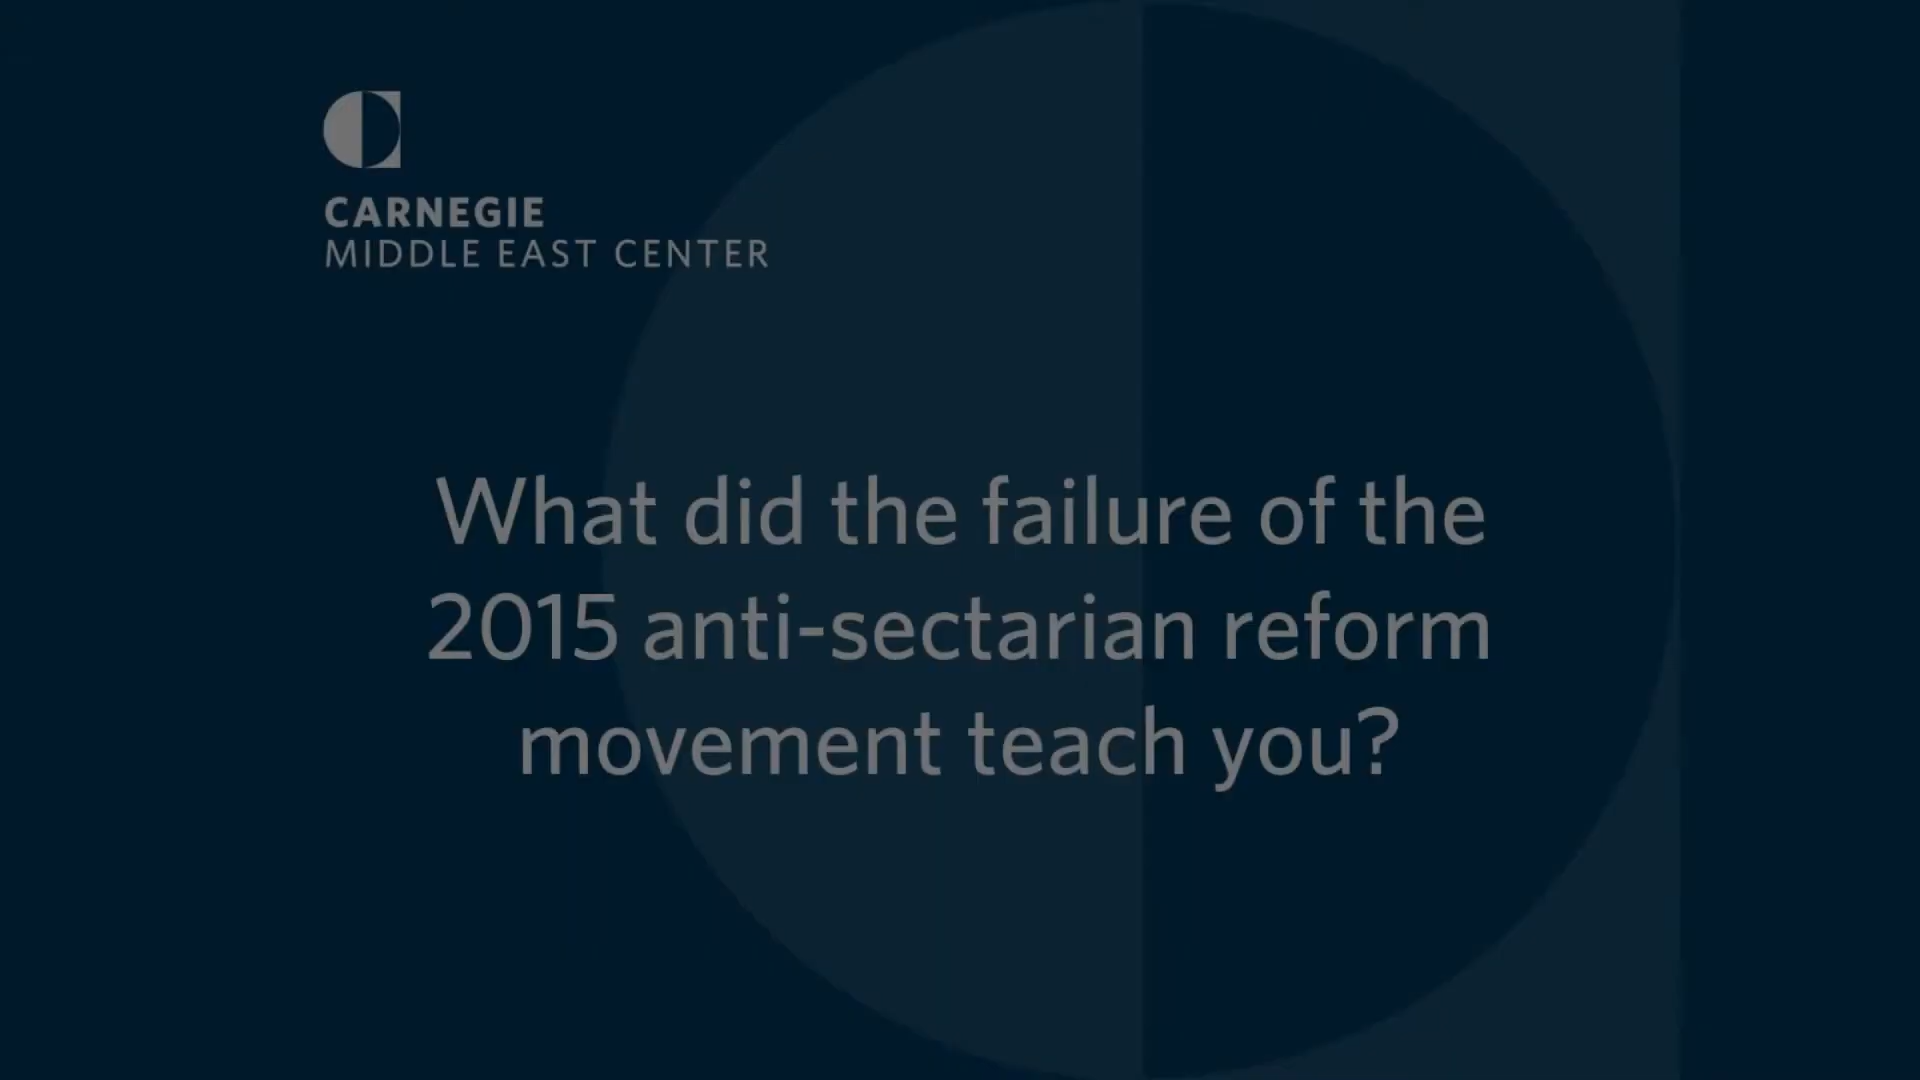 CARNEGIE
MIDDLE EAST CENTER
What did the failure of the
2015 anti-sectarian reform
movement teach you?